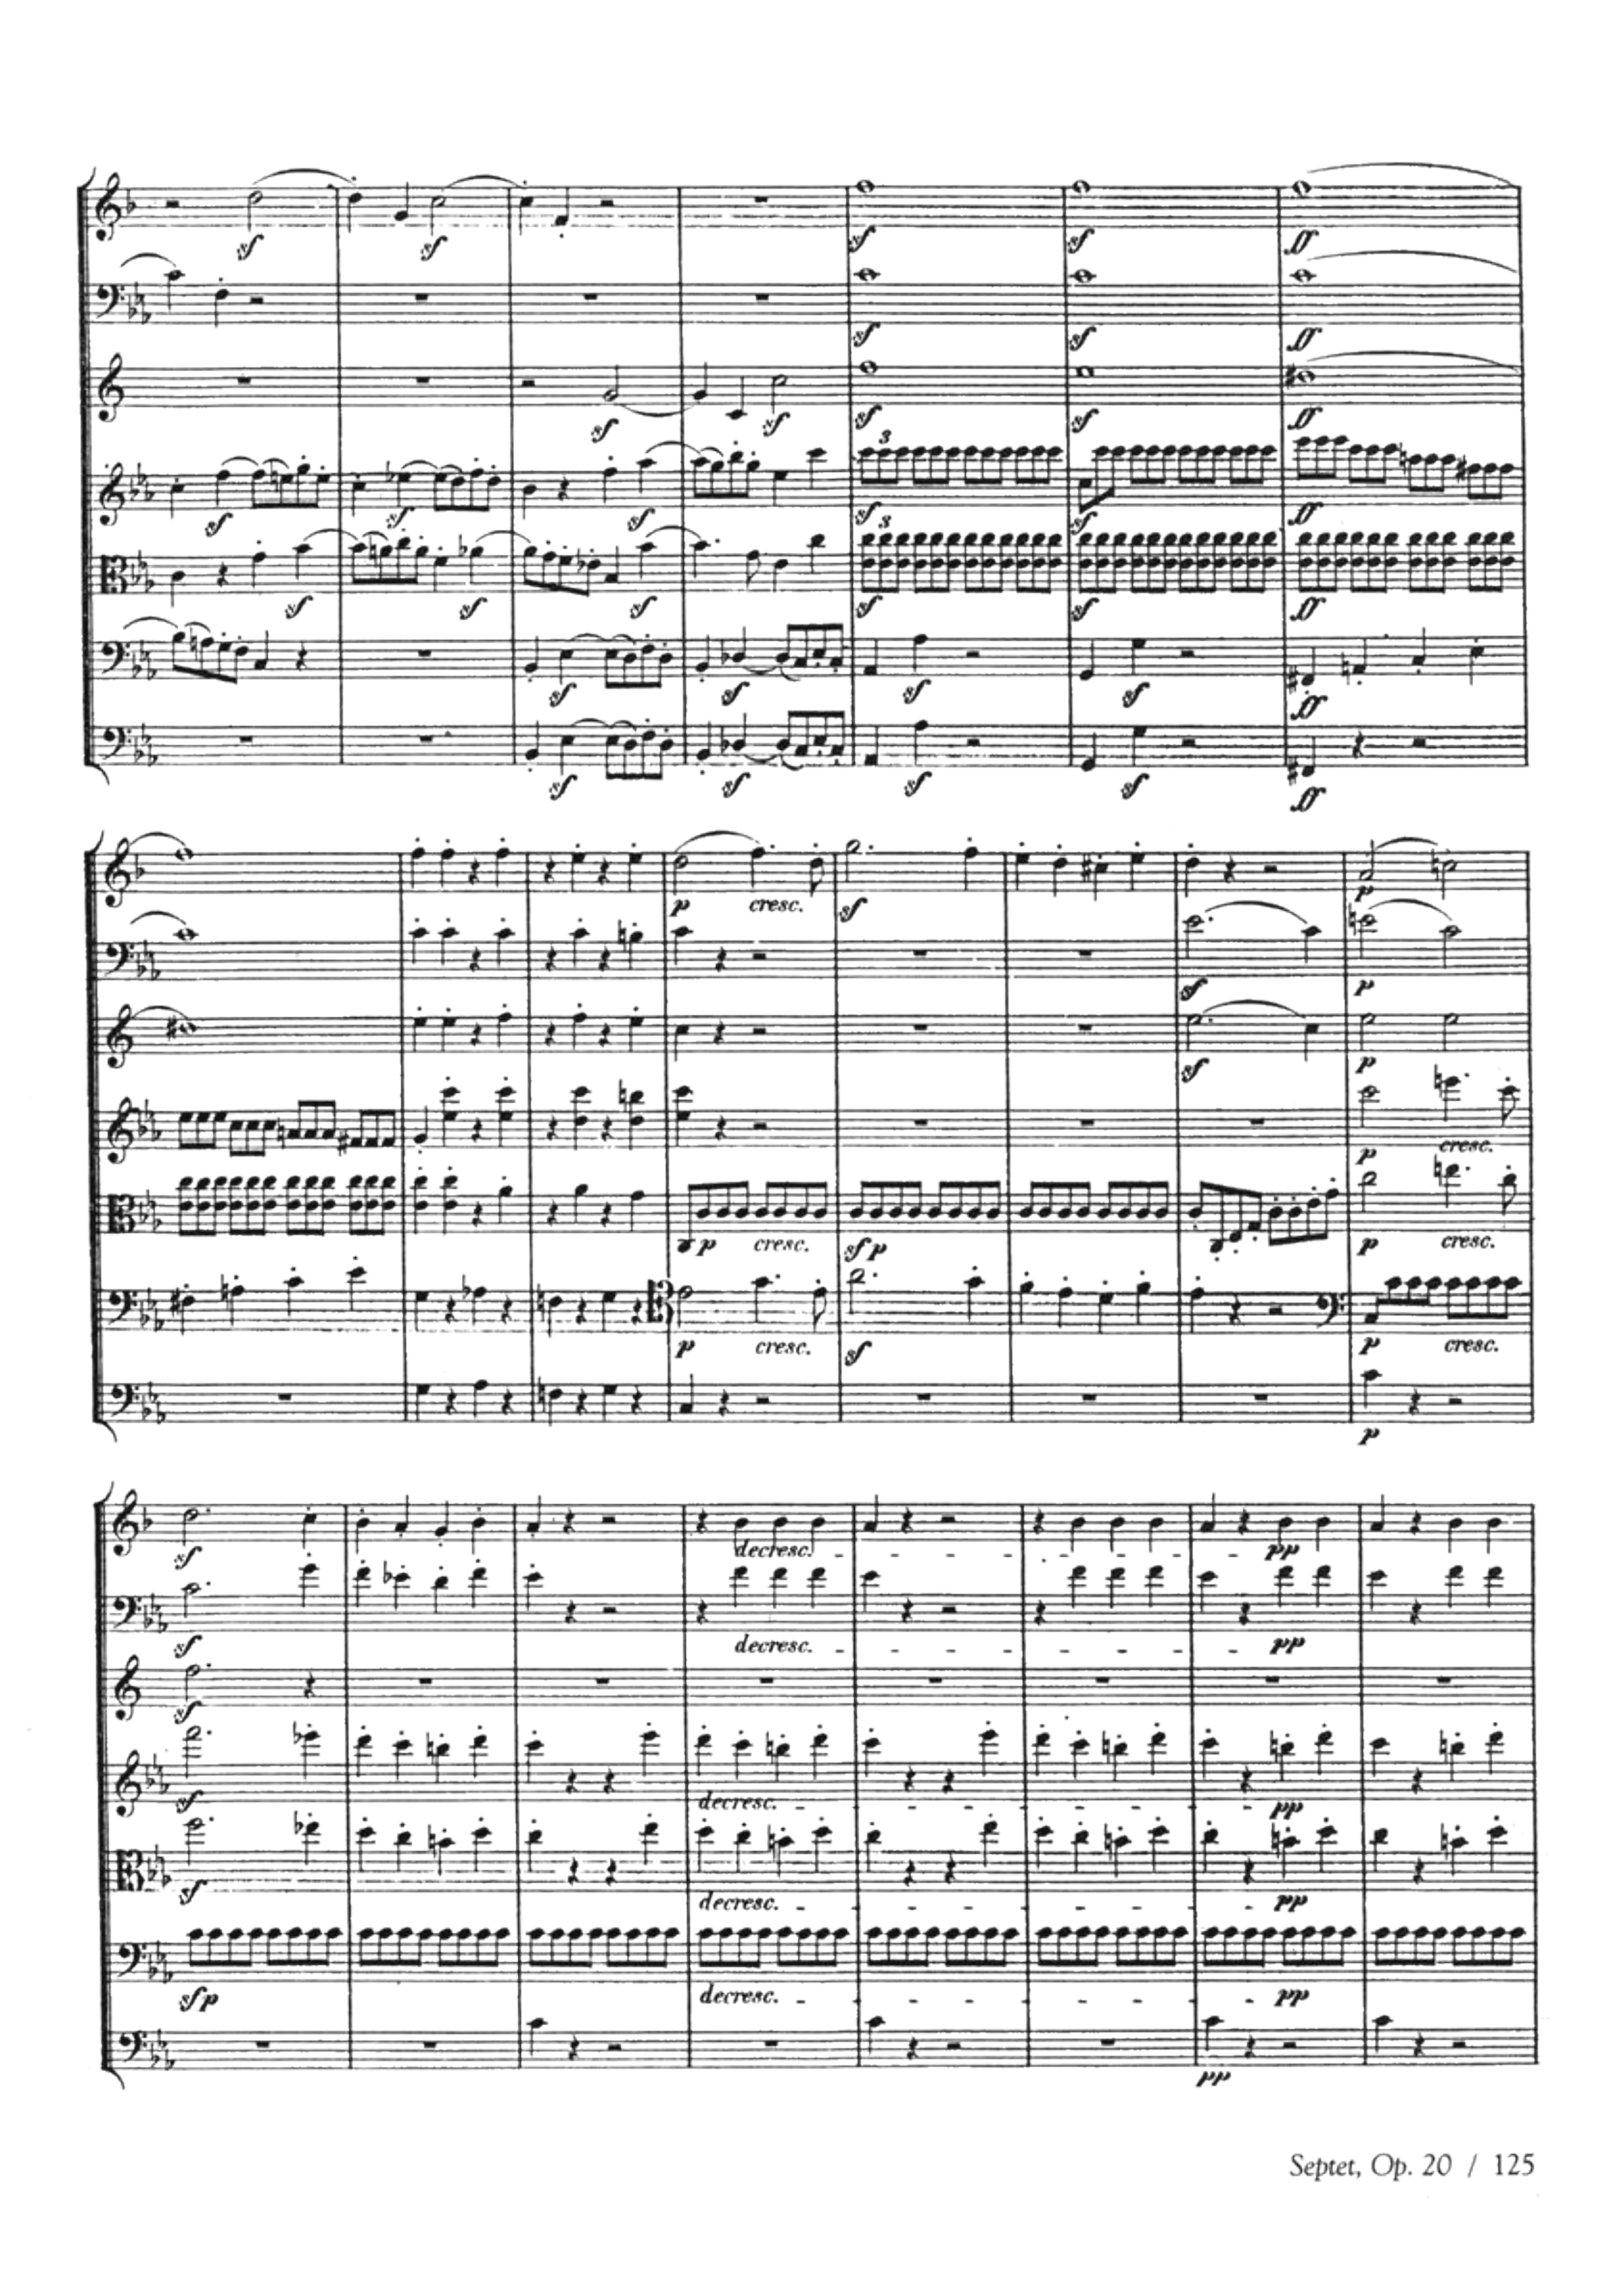 sf sf sf sf ff
sf sf ff
sf sf sf sf ff
3
sf sf sf sf sf ff
3
sf sf sf sf sf ff
sf sf sf sf ff
sf sf sf sf ff
p cresc. sf p
sf p
sf p
p cresc.
p cresc. sfp p cresc.
p cresc. sf p cresc.
p
sf decresc. pp
sf decresc. pp
sf
sf decresc. pp
sf decresc. pp
sfp decresc. pp
pp
Septet, Op. 20 / 125